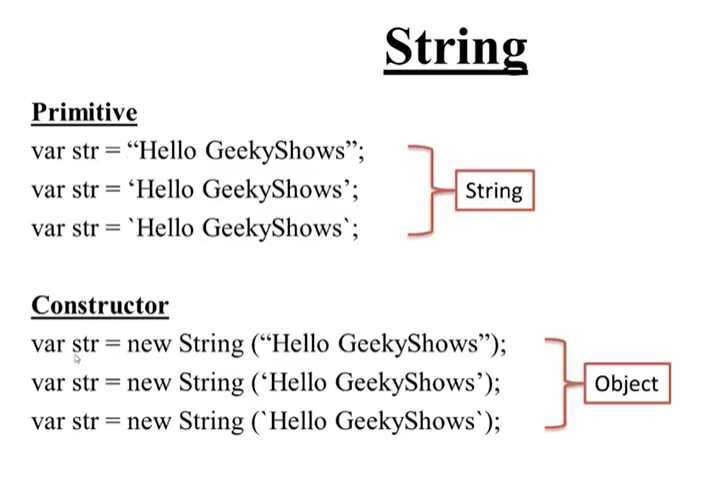 String
Primitive
var str = “Hello GeekyShows”;
var str = ‘Hello GeekyShows’;
var str = `Hello GeekyShows`;
String
Constructor
var str = new String (“Hello GeekyShows”);
var str = new String (‘Hello GeekyShows’);
var str = new String (`Hello GeekyShows`);
Object